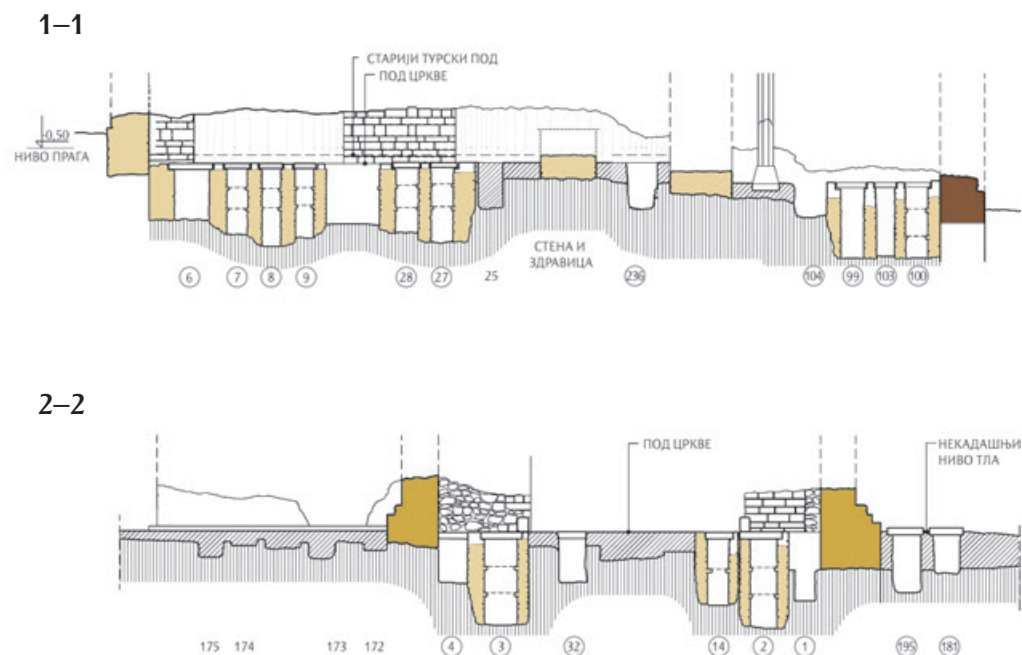 1–1
СТАРИЈИ ТУРСКИ ПОД
ПОД ЦРКВЕ
-0.50
НИВО ПРАГА
СТЕНА И
ЗДРАВИЦА
6 7 8 9 28 27 25 236 104 99 103 100
2–2
ПОД ЦРКВЕ
НЕКАДАШЊИ
НИВО ТЛА
175 174 173 172 4 3 32 14 2 1 195 181